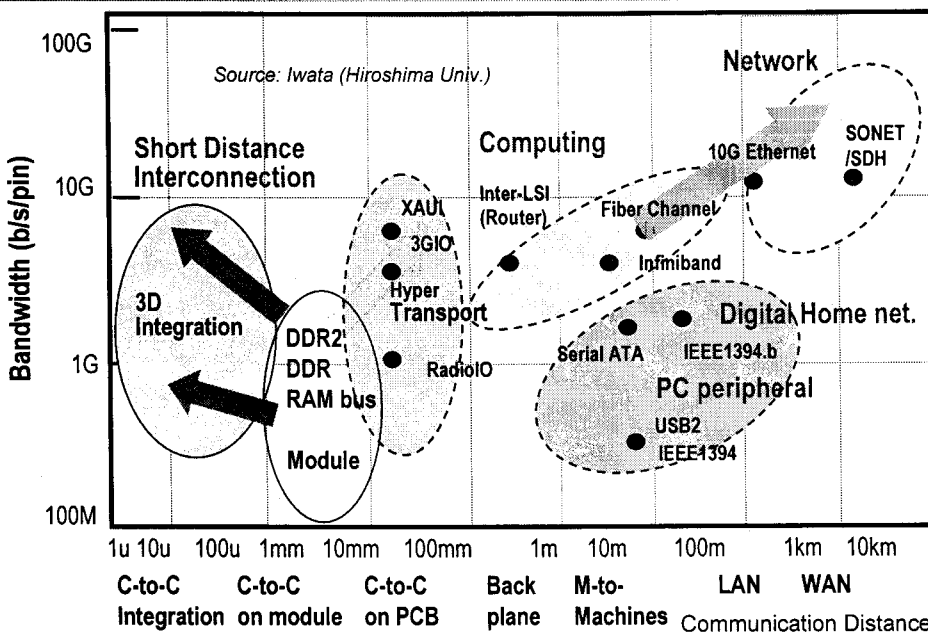 100G
Source: Iwata (Hiroshima Univ.)
Network
Short Distance
Interconnection
Computing
10G Ethernet
SONET
/SDH
10G
Inter-LSI
(Router)
Fiber Channel
XAUI
3GIO
Infiniband
Hyper
Transport
3D
Integration
DDR2
DDR
RAM bus
Module
RadioIO
Digital Home net.
Serial ATA
IEEE1394.b
PC peripheral
USB2
IEEE1394
1G
100M
Bandwidth (b/s/pin)
1u 10u 100u 1mm 10mm 100mm 1m 10m 100m 1km 10km
C-to-C
Integration
C-to-C
on module
C-to-C
on PCB
Back
plane
M-to-
Machines
LAN
WAN
Communication Distance